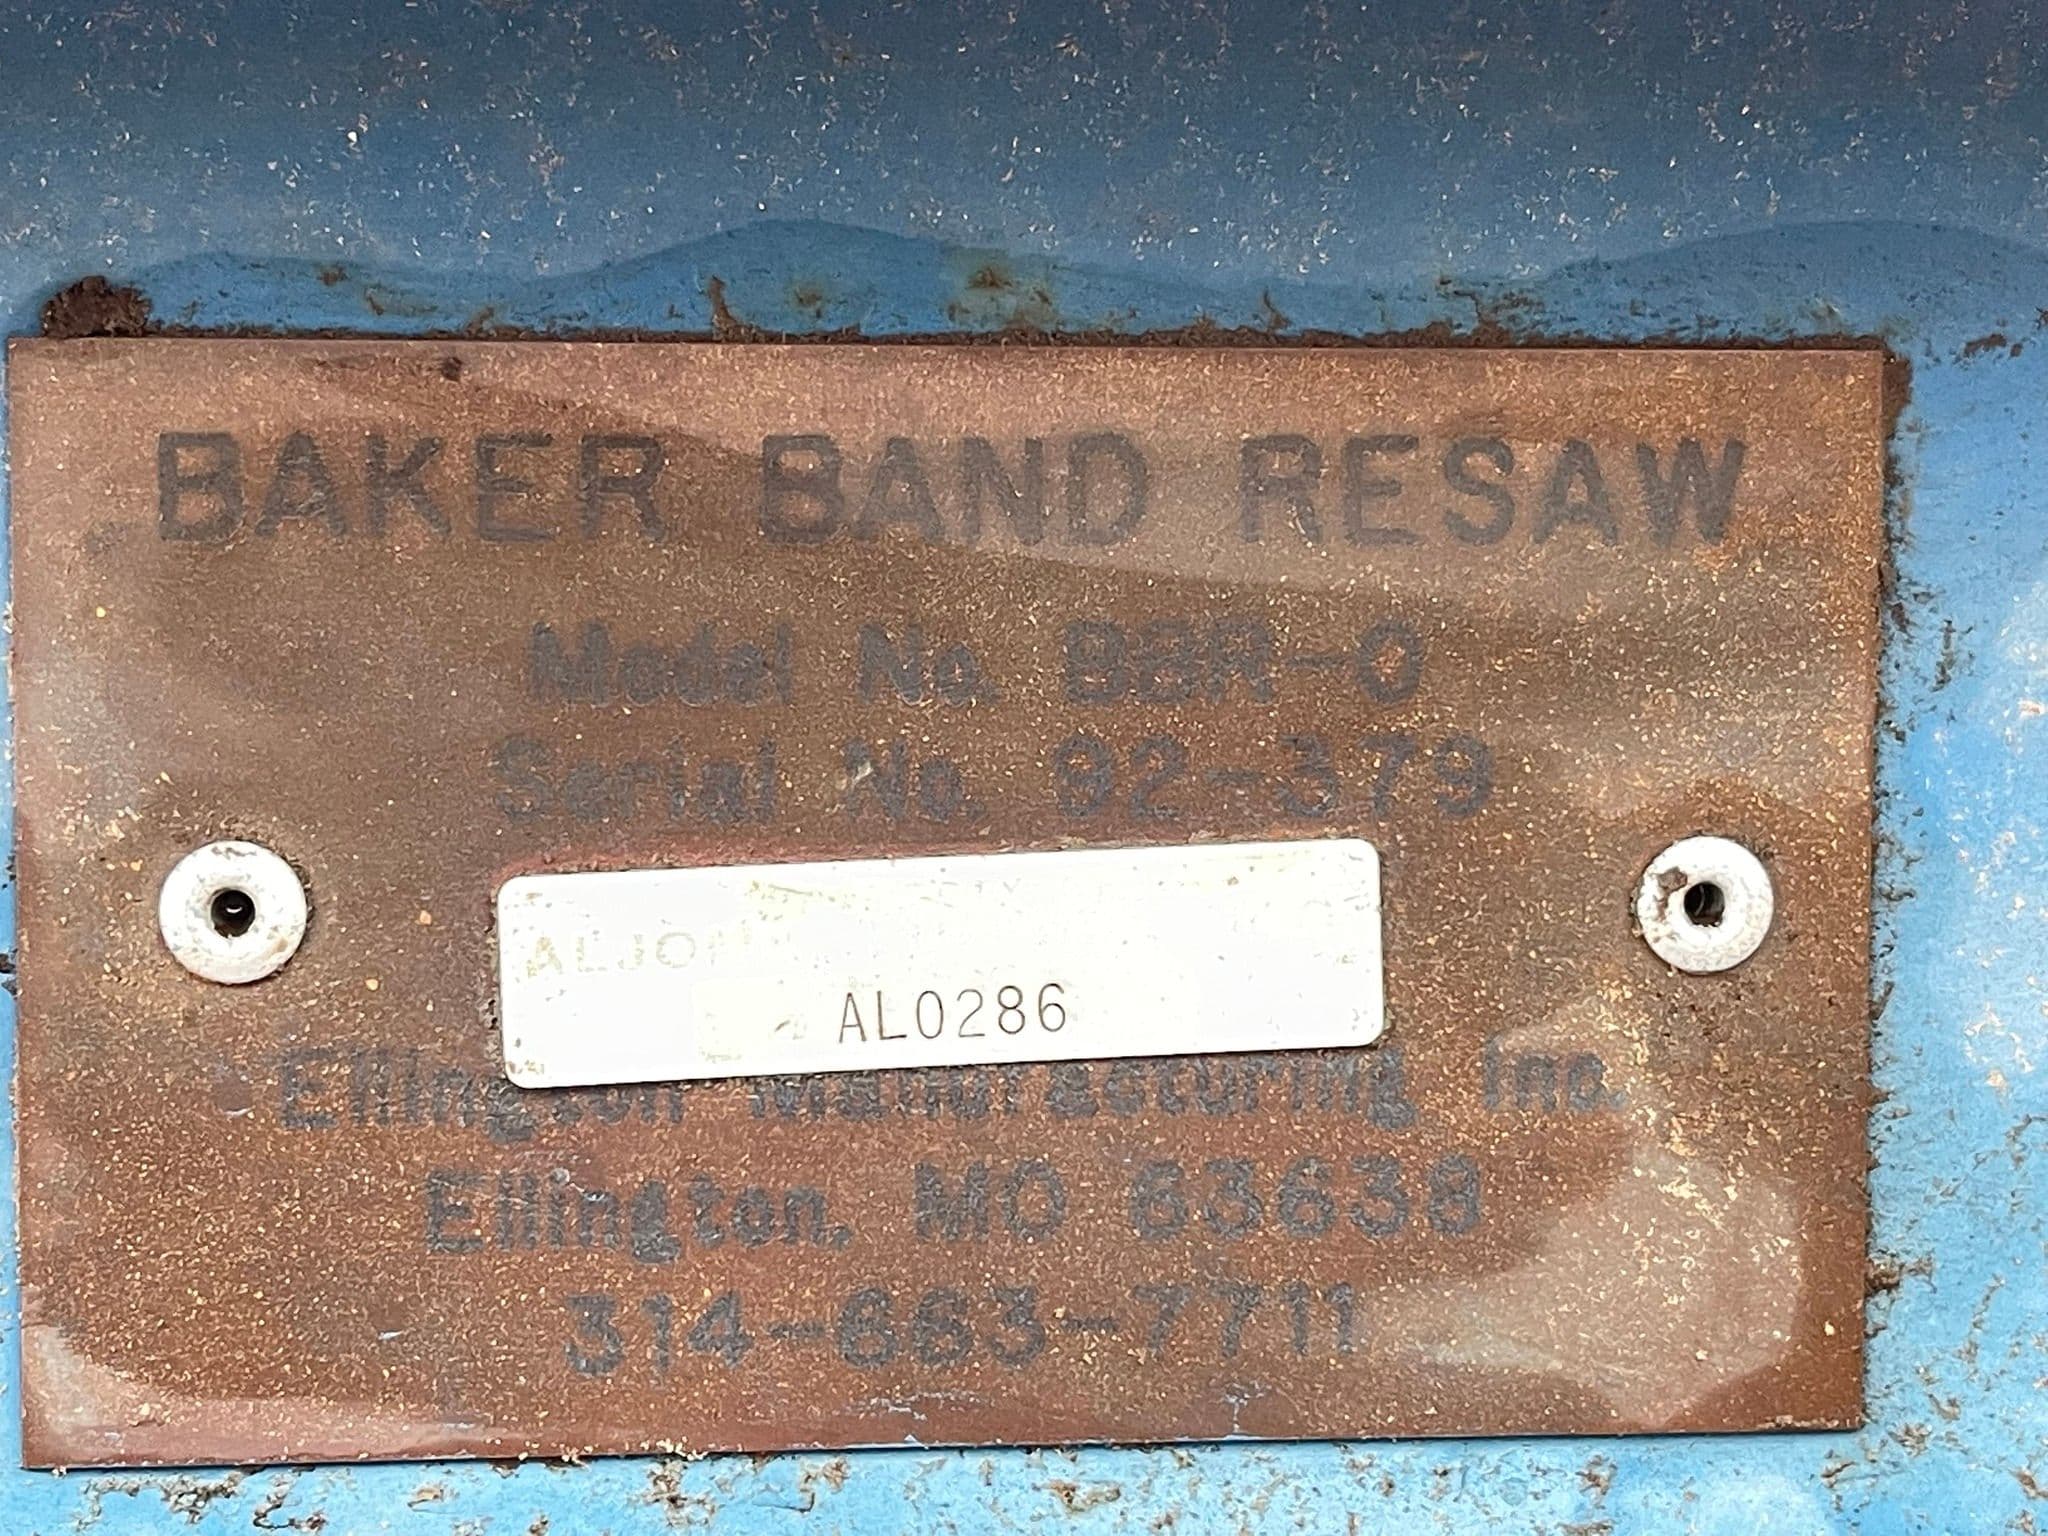 BAKER BAND RESAW
Model No. BBR-0
Serial No. 92-379
AL0286
Ellington Manufacturing Inc.
Ellington, MO 63638
314-663-7711